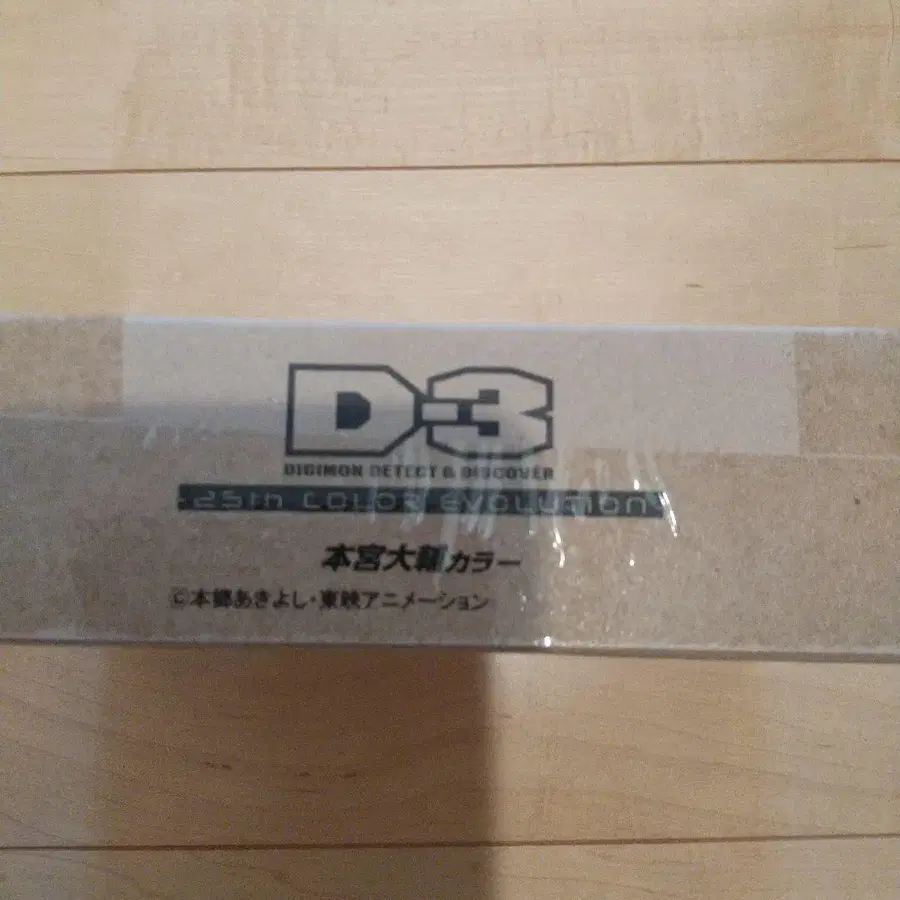 D-3
DIGIMON DETECT & DISCOVER
-25th COLOR EVOLUTION-
本宮大輔カラー
©本郷あきよし・東映アニメーション